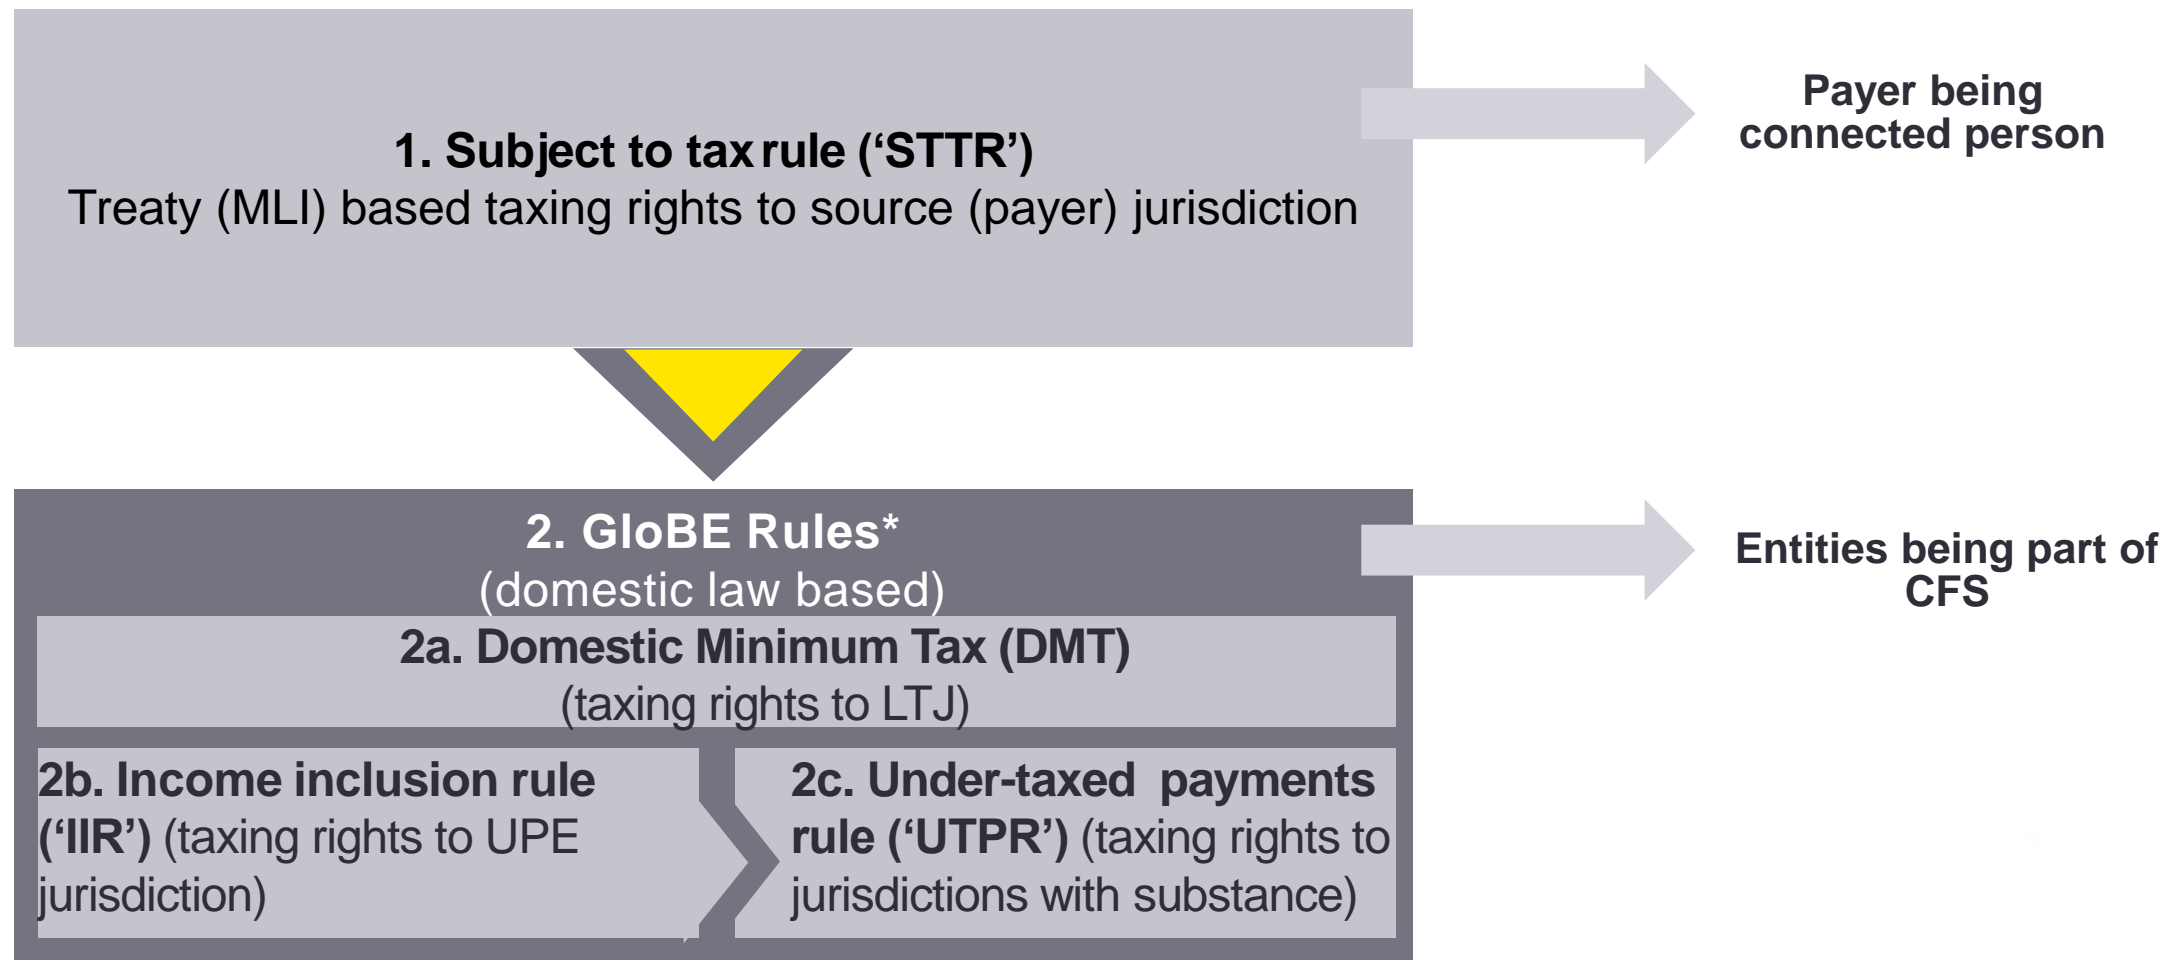 1. Subject to tax rule (‘STTR’)
Treaty (MLI) based taxing rights to source (payer) jurisdiction
Payer being
connected person
2. GloBE Rules*
(domestic law based)
Entities being part of
CFS
2a. Domestic Minimum Tax (DMT)
(taxing rights to LTJ)
2b. Income inclusion rule
(‘IIR’) (taxing rights to UPE
jurisdiction)
2c. Under-taxed payments
rule (‘UTPR’) (taxing rights to
jurisdictions with substance)